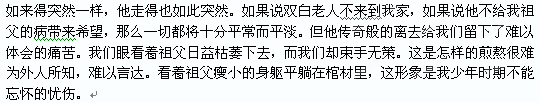 如来得突然一样，他走得也如此突然。如果说双白老人不来到我家，如果说他不给我祖
父的病带来希望，那么一切都将十分平常而平淡。但他传奇般的离去给我们留下了难以
体会的痛苦。我们眼看着祖父日益枯萎下去，而我们却束手无策。这是怎样的煎熬很难
为外人所知，难以言达。看着祖父瘦小的身躯平躺在棺材里，这形象是我少年时期不能
忘怀的忧伤。